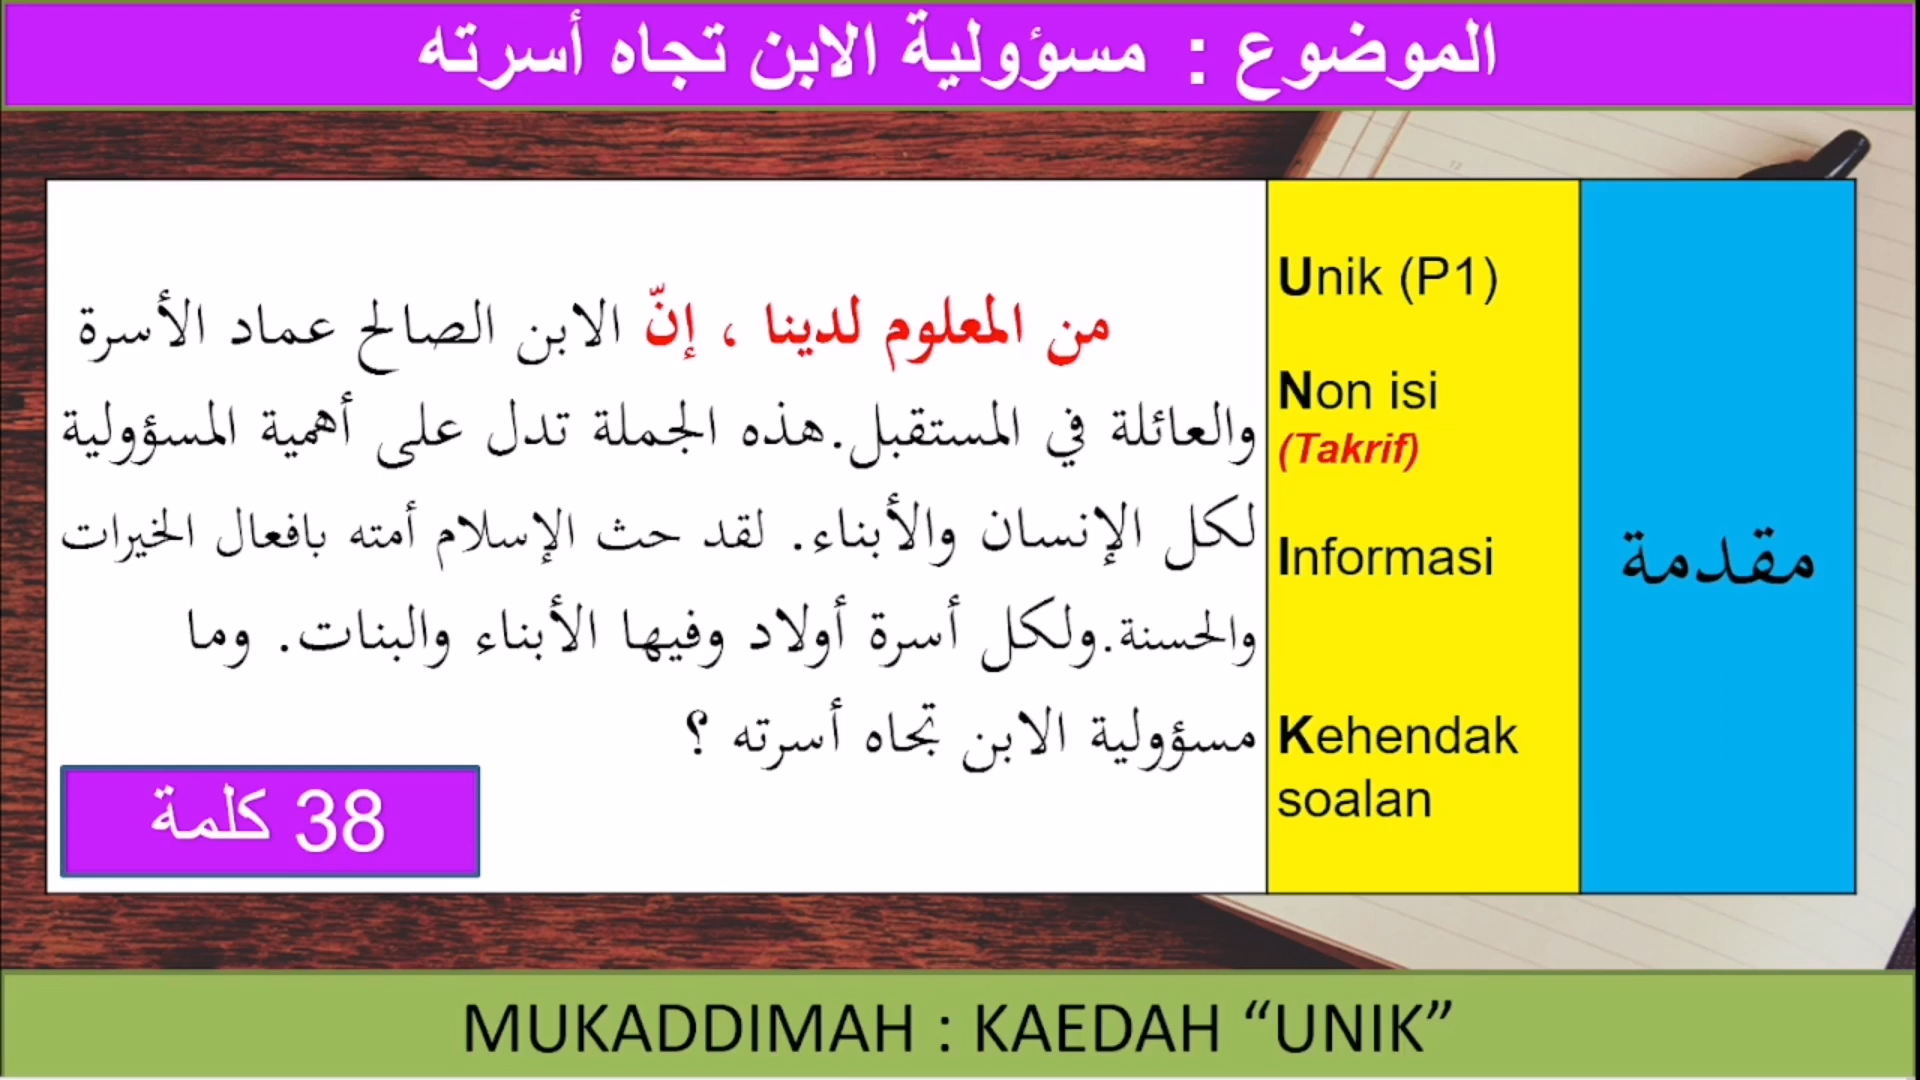 الموضوع : مسؤولية الابن تجاه أسرته
مقدمة
Unik (P1)
Non isi
(Takrif)
Informasi
Kehendak
soalan
من المعلوم لدينا ، إنّ الابن الصالح عماد الأسرة
والعائلة في المستقبل.هذه الجملة تدل على أهمية المسؤولية
لكل الإنسان والأبناء. لقد حث الإسلام أمته بافعال الخيرات
والحسنة.ولكل أسرة أولاد وفيها الأبناء والبنات. وما
مسؤولية الابن تجاه أسرته ؟
38 كلمة
MUKADDIMAH : KAEDAH “UNIK”